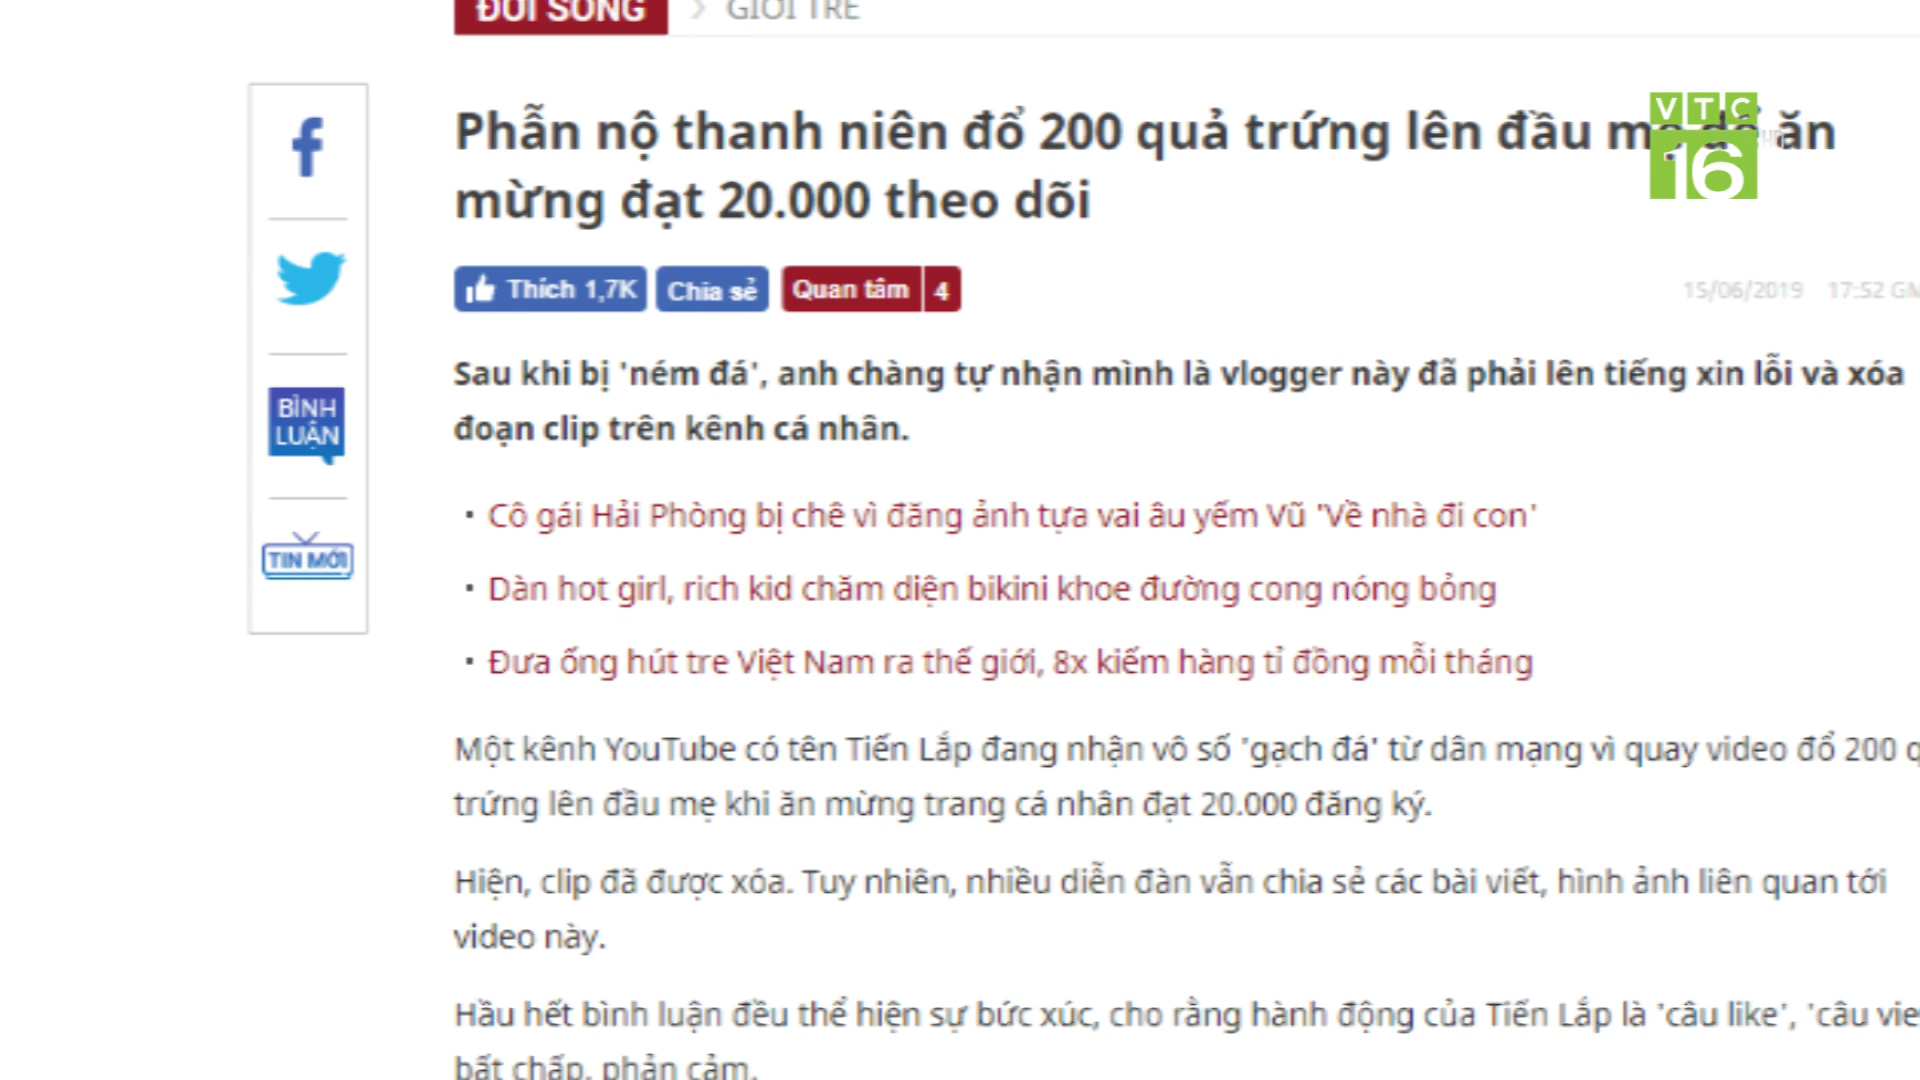 ĐỜI SỐNG > GIỚI TRẺ
VTC
16
Phẫn nộ thanh niên đổ 200 quả trứng lên đầu mẹ để ăn
mừng đạt 20.000 theo dõi
Thích 1,7K Chia sẻ Quan tâm 4
15/06/2019 17:52
Sau khi bị 'ném đá', anh chàng tự nhận mình là vlogger này đã phải lên tiếng xin lỗi và xóa
đoạn clip trên kênh cá nhân.
BÌNH
LUẬN
TIN MỚI
· Cô gái Hải Phòng bị chê vì đăng ảnh tựa vai âu yếm Vũ 'Về nhà đi con'
· Dàn hot girl, rich kid chăm diện bikini khoe đường cong nóng bỏng
· Đưa ống hút tre Việt Nam ra thế giới, 8x kiếm hàng tỉ đồng mỗi tháng
Một kênh YouTube có tên Tiến Lắp đang nhận vô số 'gạch đá' từ dân mạng vì quay video đổ 200
trứng lên đầu mẹ khi ăn mừng trang cá nhân đạt 20.000 đăng ký.
Hiện, clip đã được xóa. Tuy nhiên, nhiều diễn đàn vẫn chia sẻ các bài viết, hình ảnh liên quan tới
video này.
Hầu hết bình luận đều thể hiện sự bức xúc, cho rằng hành động của Tiến Lắp là 'câu like', 'câu
bất chấp, phản cảm.